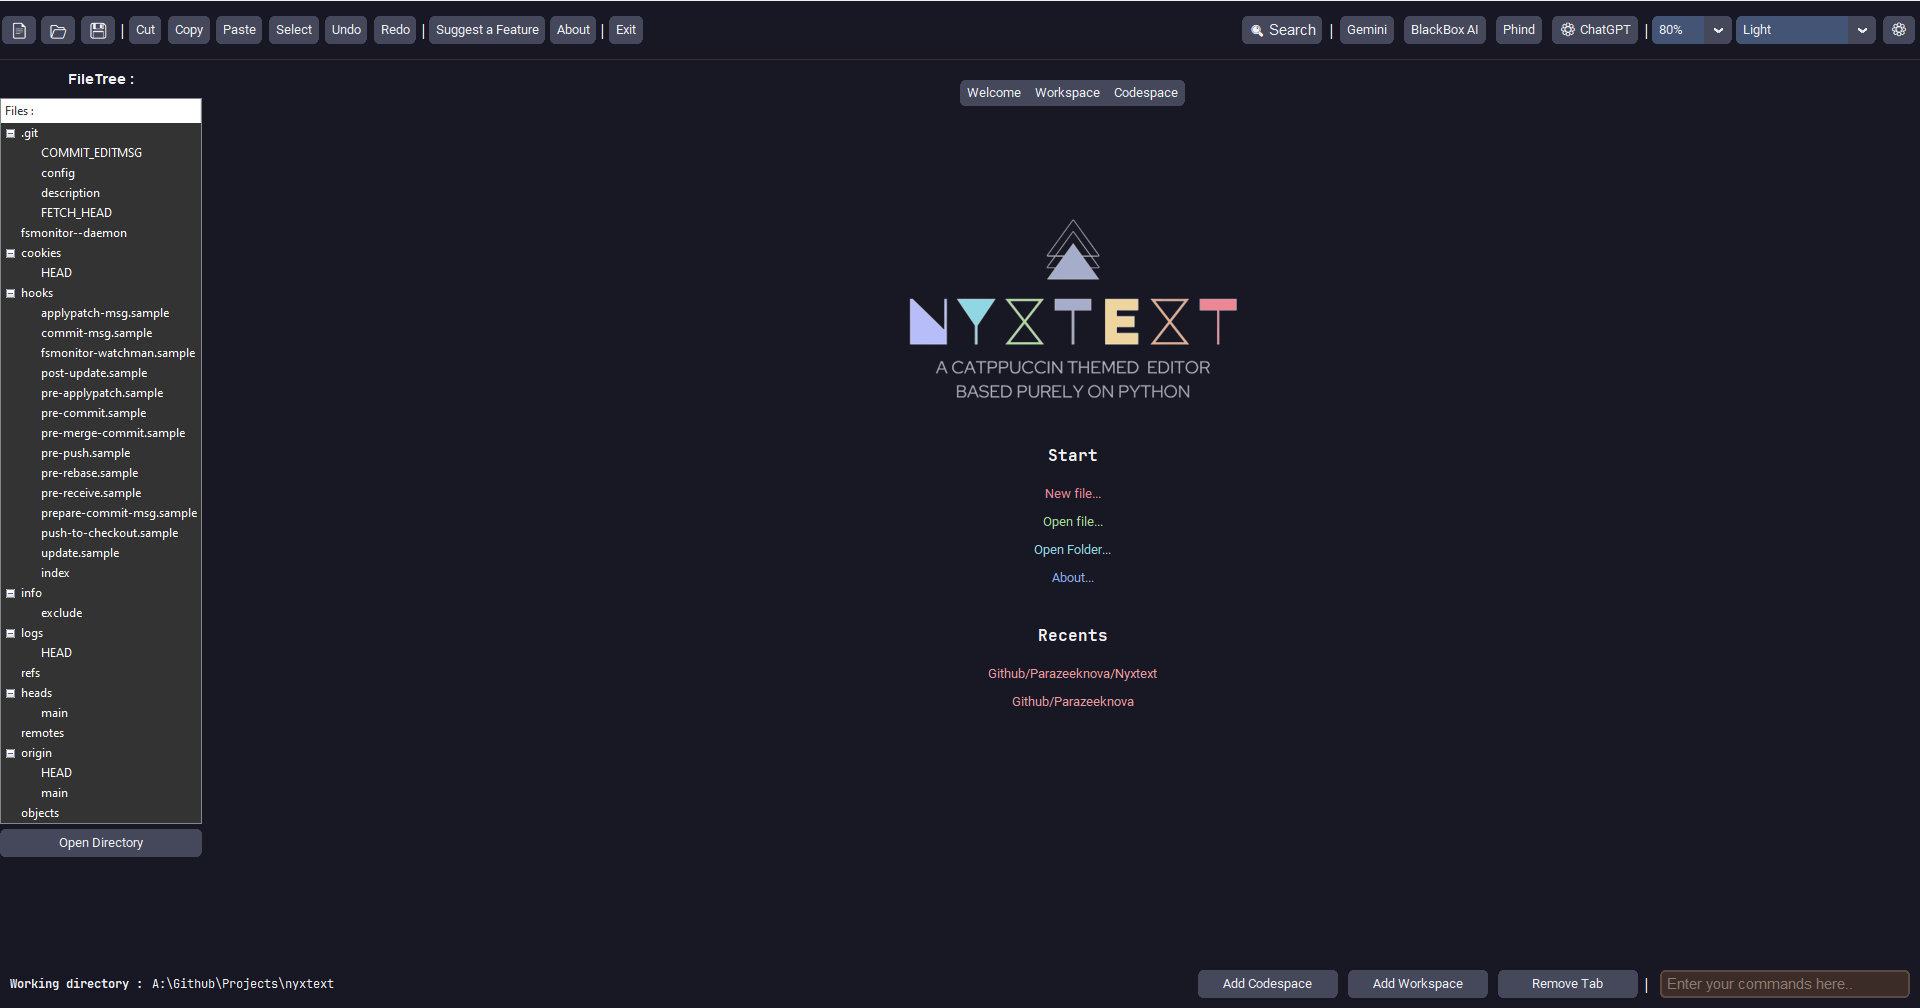 | Cut Copy Paste Select Undo Redo | Suggest a Feature About | Exit Search | Gemini BlackBox AI Phind ChatGPT | 80% Light
FileTree :
Welcome Workspace Codespace
Files :
.git
COMMIT_EDITMSG
config
description
FETCH_HEAD
fsmonitor--daemon
cookies
HEAD
hooks
applypatch-msg.sample
commit-msg.sample
fsmonitor-watchman.sample
post-update.sample
pre-applypatch.sample
pre-commit.sample
pre-merge-commit.sample
pre-push.sample
pre-rebase.sample
pre-receive.sample
prepare-commit-msg.sample
push-to-checkout.sample
update.sample
index
info
exclude
logs
HEAD
refs
heads
main
remotes
origin
HEAD
main
objects
Open Directory
NYXTEXT
A CATPPUCCIN THEMED EDITOR
BASED PURELY ON PYTHON
Start
New file...
Open file...
Open Folder...
About...
Recents
Github/Parazeeknova/Nyxtext
Github/Parazeeknova
Working directory : A:\Github\Projects\nyxtext
Add Codespace Add Workspace Remove Tab | Enter your commands here..